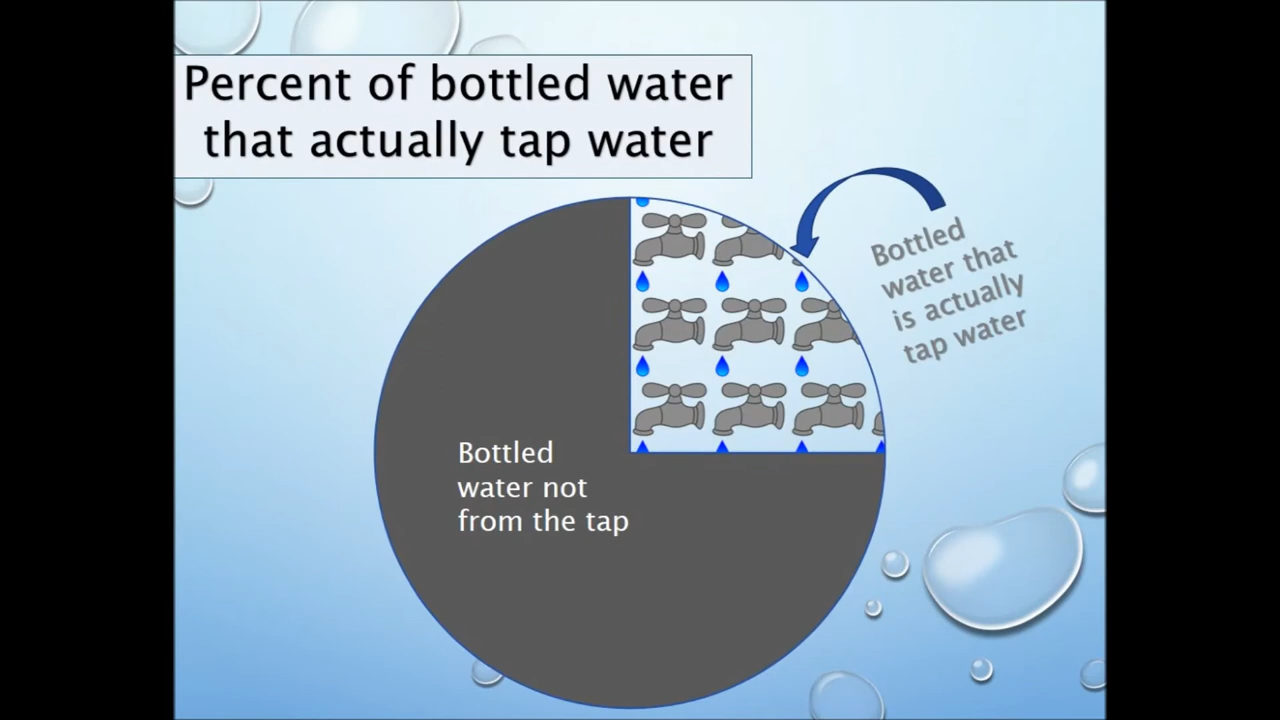 Percent of bottled water
that actually tap water
Bottled
water that
is actually
tap water
Bottled
water not
from the tap